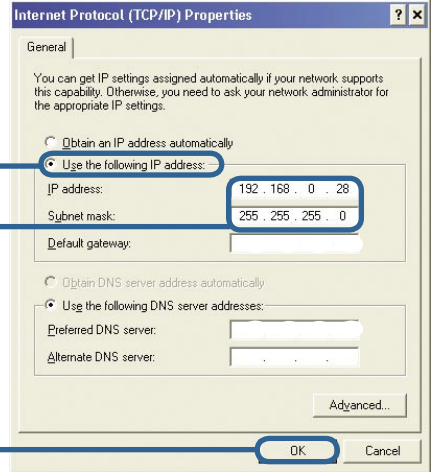 Internet Protocol (TCP/IP) Properties
General
You can get IP settings assigned automatically if your network supports
this capability. Otherwise, you need to ask your network administrator for
the appropriate IP settings.
Obtain an IP address automatically
Use the following IP address:
IP address: 192 . 168 . 0 . 28
Subnet mask: 255 . 255 . 255 . 0
Default gateway:
Obtain DNS server address automatically
Use the following DNS server addresses:
Preferred DNS server:
Alternate DNS server: . . .
Advanced...
OK Cancel